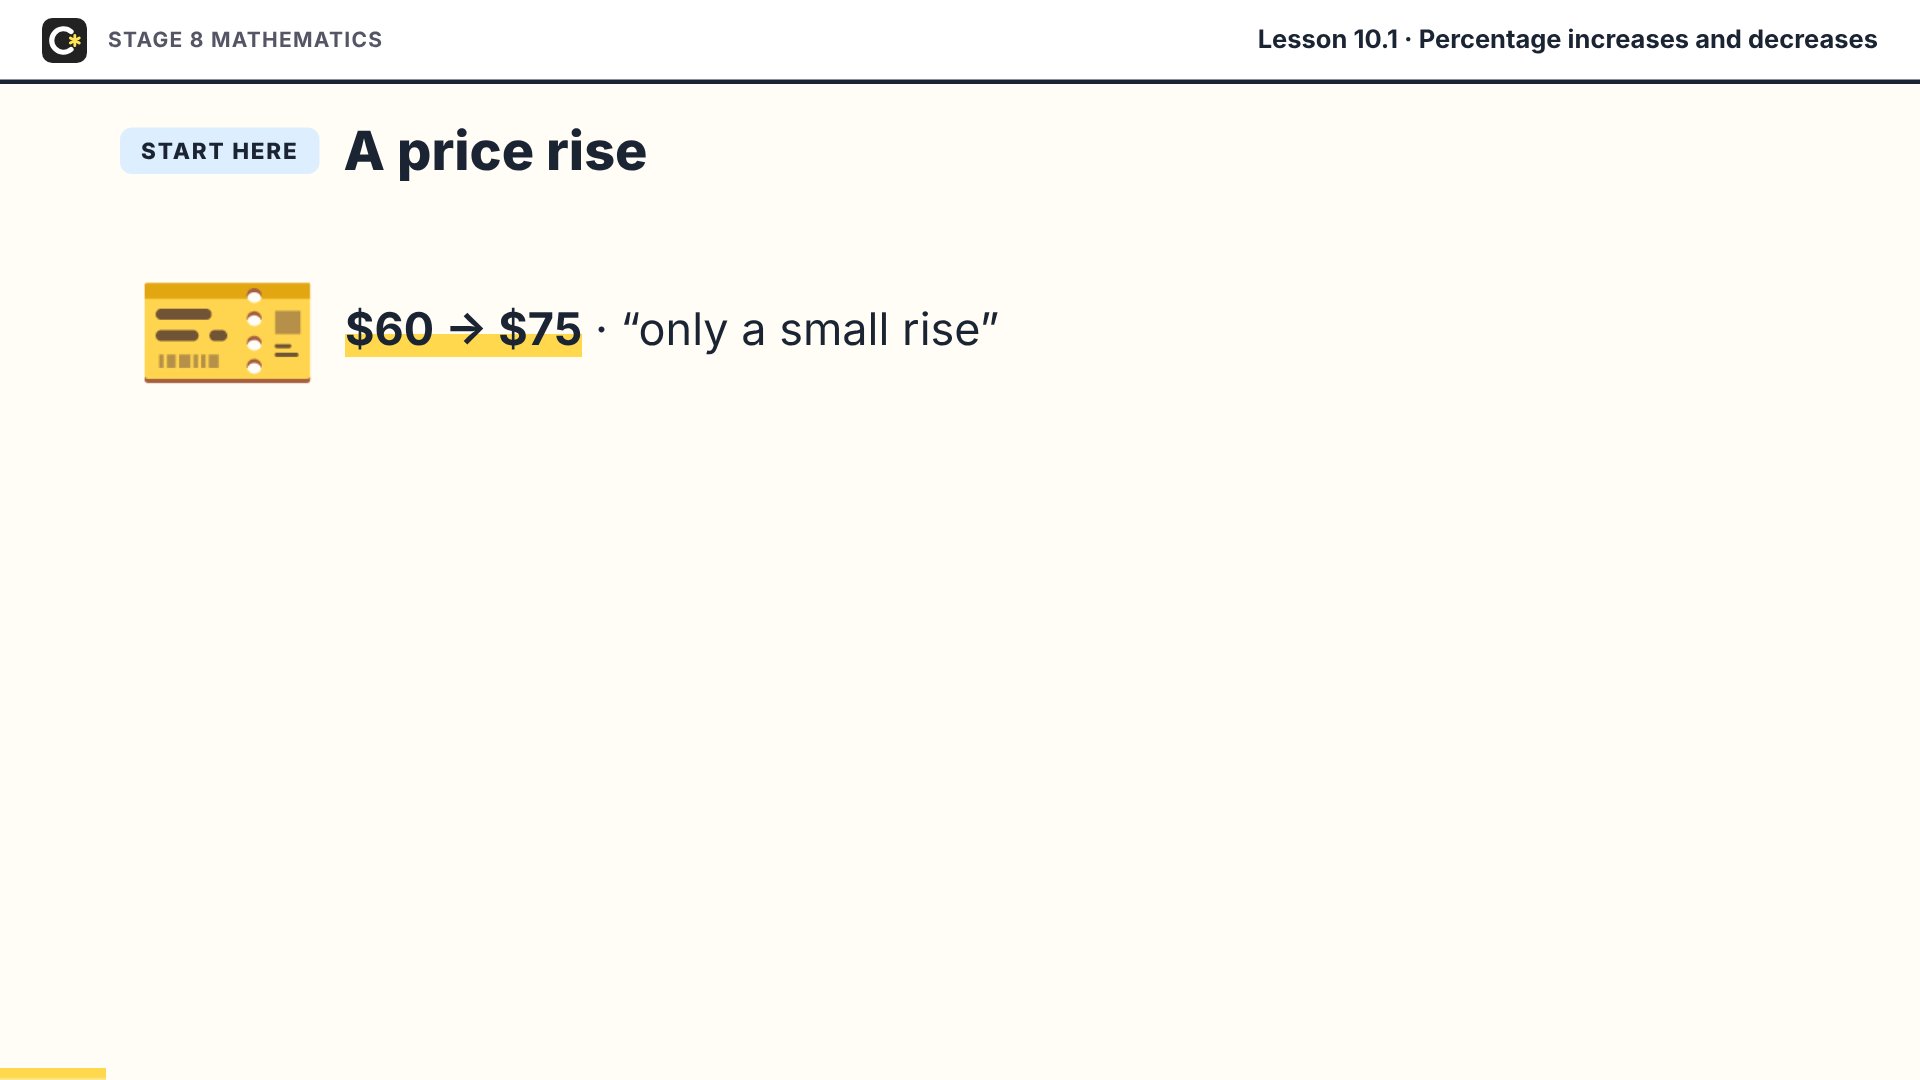 STAGE 8 MATHEMATICS
Lesson 10.1 · Percentage increases and decreases
START HERE
A price rise
$60 → $75 · “only a small rise”